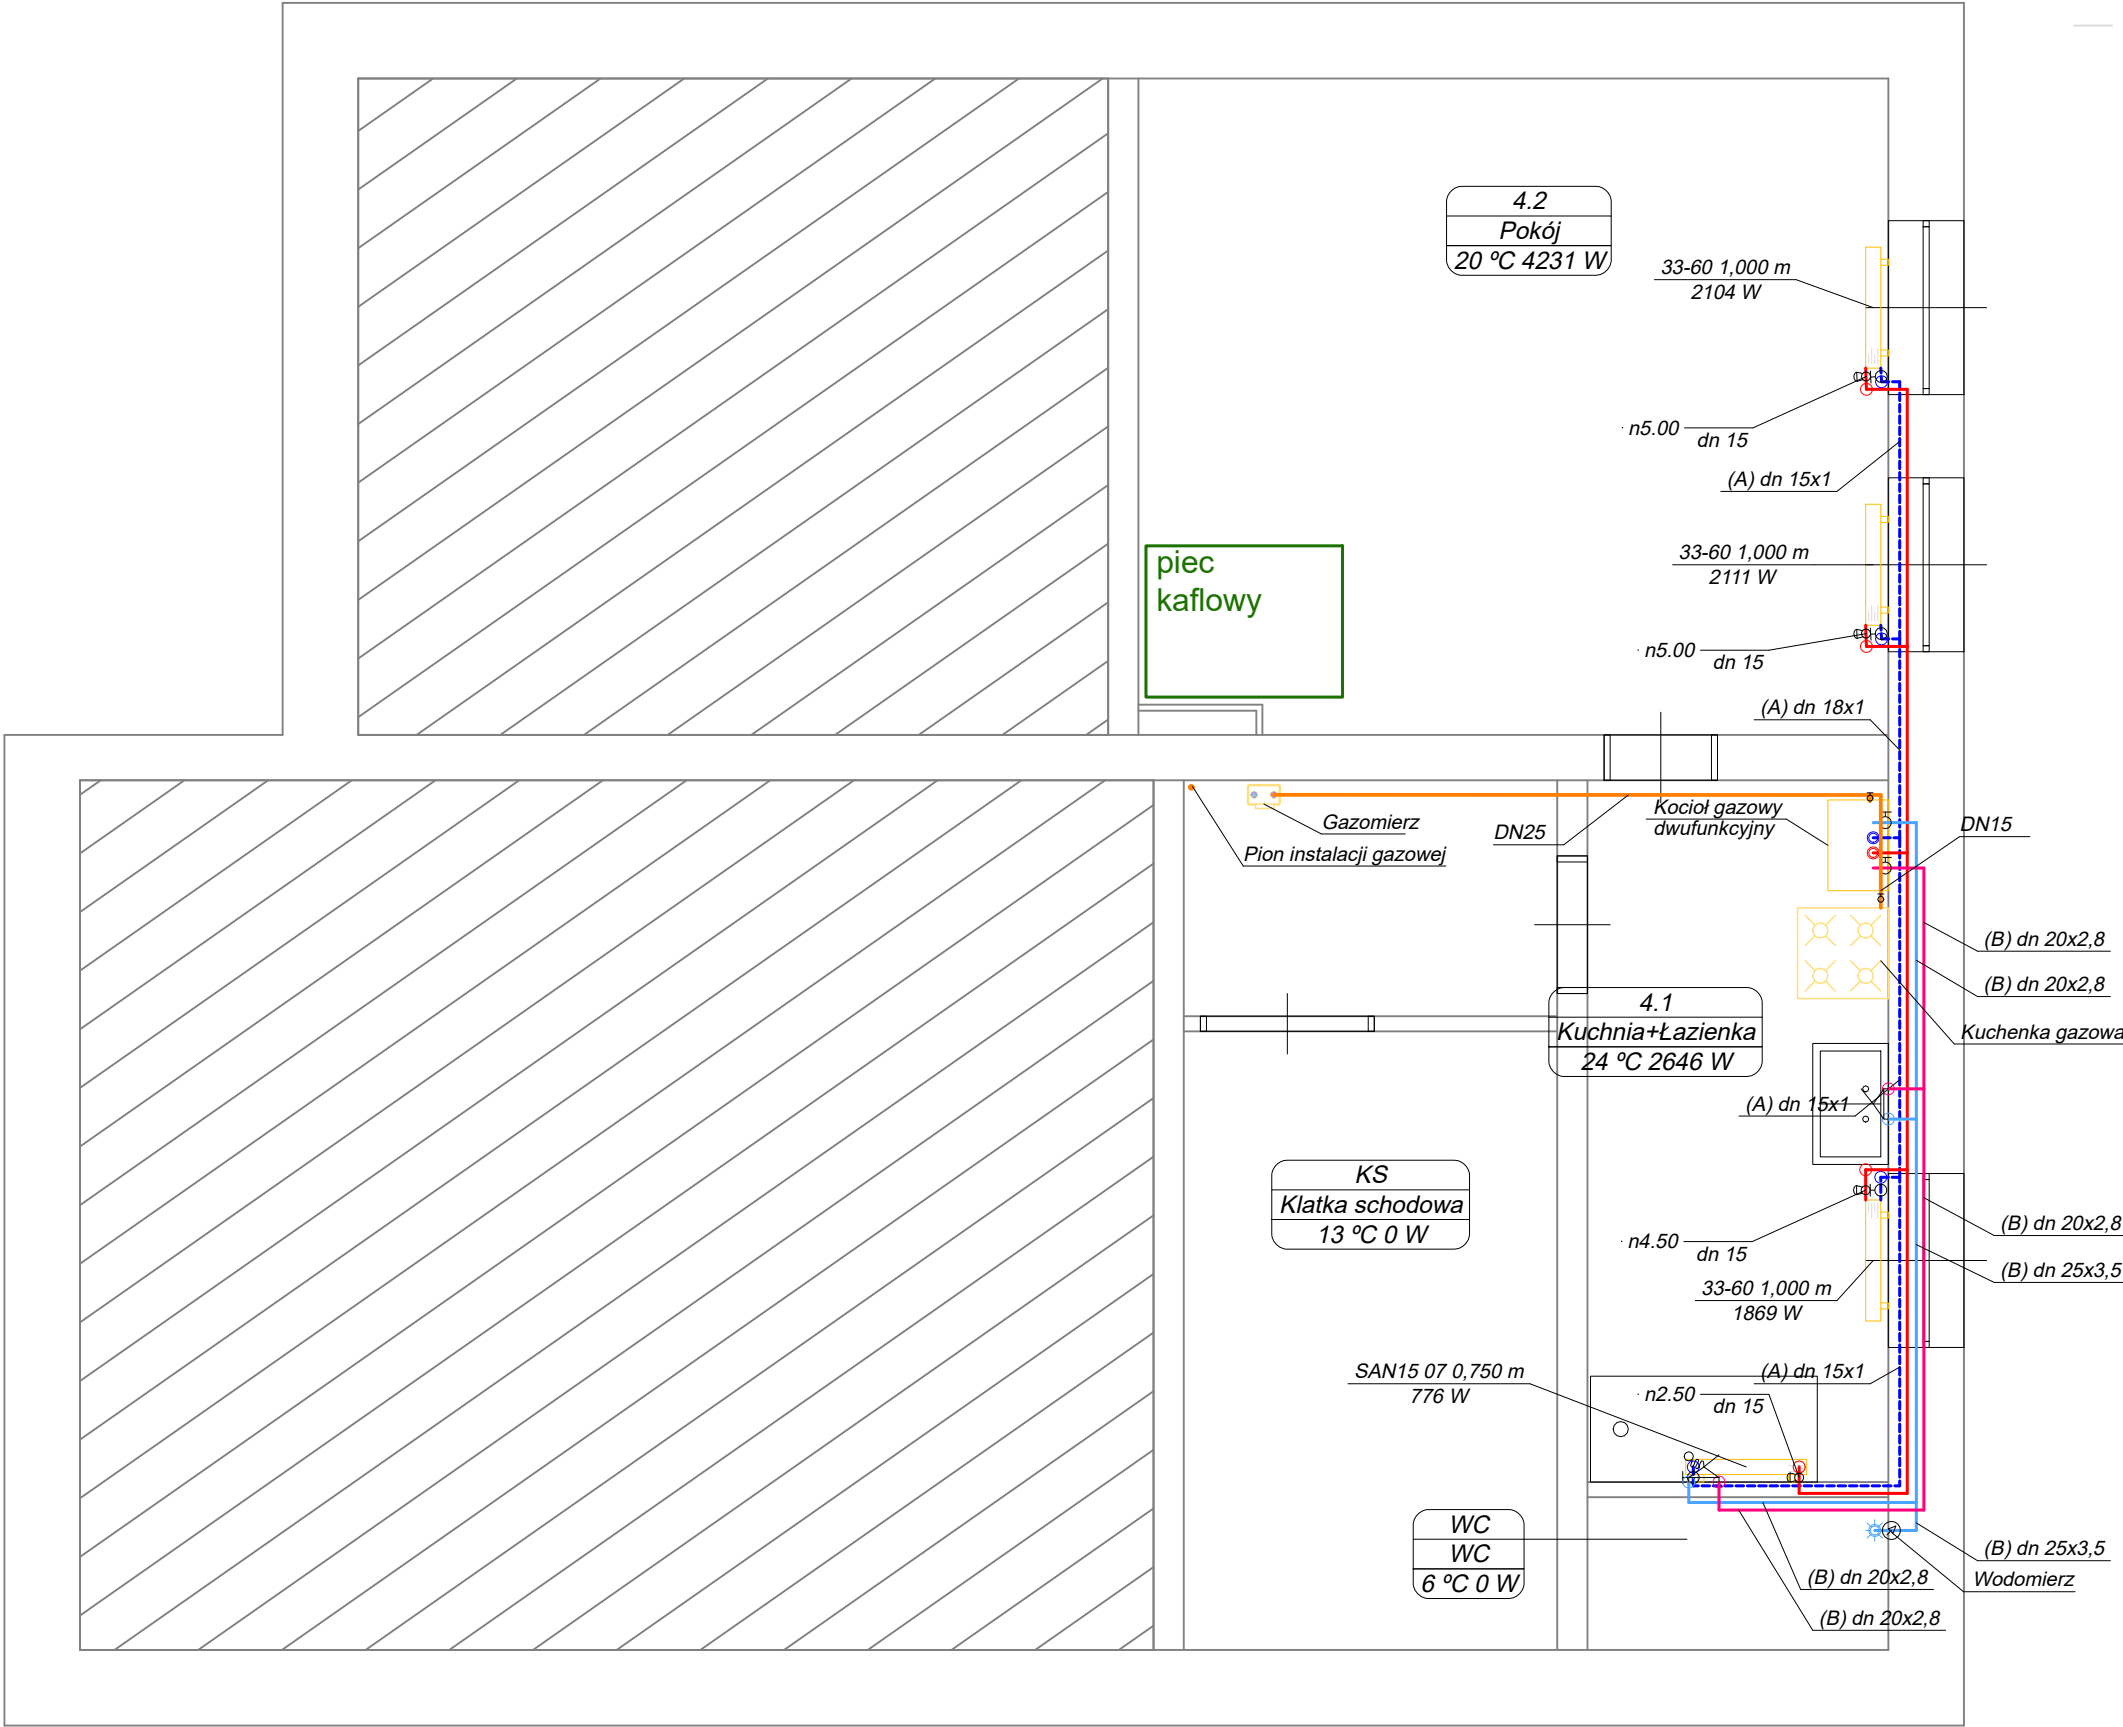 4.2
Pokój
20 ºC 4231 W
33-60 1,000 m
2104 W
n5.00
dn 15
(A) dn 15x1
piec
kaflowy
33-60 1,000 m
2111 W
n5.00
dn 15
(A) dn 18x1
Gazomierz
Pion instalacji gazowej
DN25
Kocioł gazowy
dwufunkcyjny
DN15
(B) dn 20x2,8
(B) dn 20x2,8
Kuchenka gazowa
4.1
Kuchnia+Łazienka
24 ºC 2646 W
(A) dn 15x1
KS
Klatka schodowa
13 ºC 0 W
n4.50
dn 15
(B) dn 20x2,8
(B) dn 25x3,5
33-60 1,000 m
1869 W
SAN15 07 0,750 m
776 W
(A) dn 15x1
n2.50
dn 15
WC
WC
6 ºC 0 W
(B) dn 25x3,5
Wodomierz
(B) dn 20x2,8
(B) dn 20x2,8